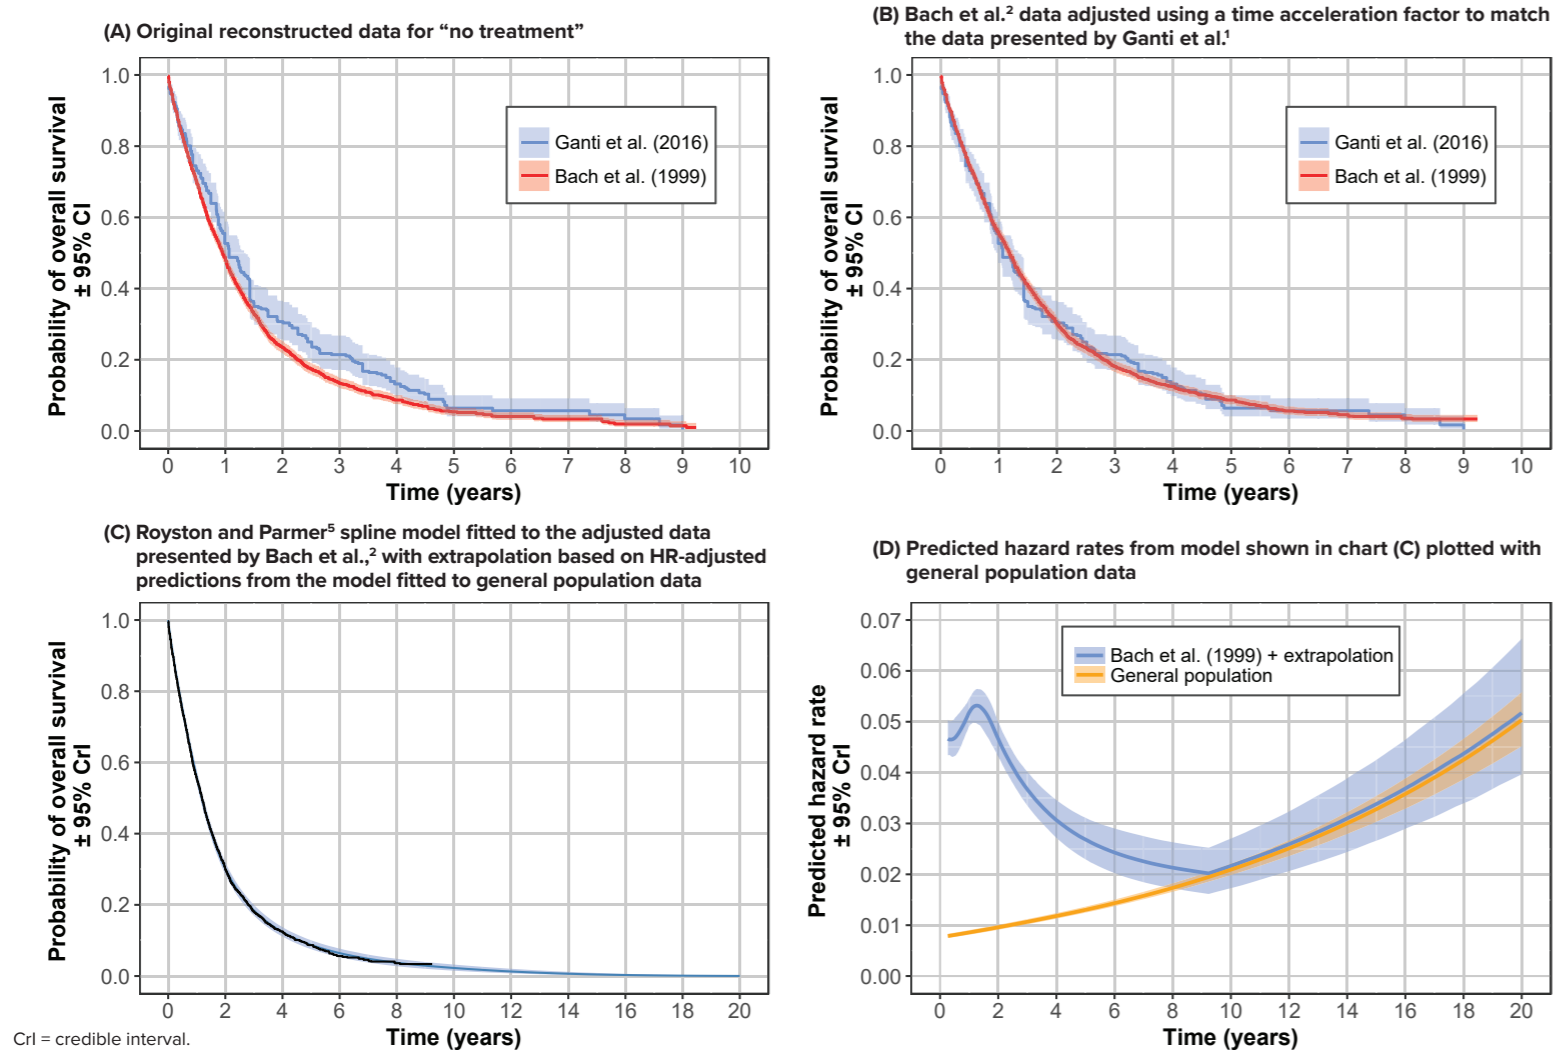 (A) Original reconstructed data for “no treatment”
Probability of overall survival
± 95% CI
1.0
0.8
0.6
0.4
0.2
0.0
Ganti et al. (2016)
Bach et al. (1999)
0 1 2 3 4 5 6 7 8 9 10
Time (years)
(B) Bach et al.² data adjusted using a time acceleration factor to match
the data presented by Ganti et al.¹
Probability of overall survival
± 95% CI
1.0
0.8
0.6
0.4
0.2
0.0
Ganti et al. (2016)
Bach et al. (1999)
0 1 2 3 4 5 6 7 8 9 10
Time (years)
(C) Royston and Parmer⁵ spline model fitted to the adjusted data
presented by Bach et al.,² with extrapolation based on HR-adjusted
predictions from the model fitted to general population data
Probability of overall survival
± 95% CrI
1.0
0.8
0.6
0.4
0.2
0.0
0 2 4 6 8 10 12 14 16 18 20
Time (years)
(D) Predicted hazard rates from model shown in chart (C) plotted with
general population data
Predicted hazard rate
± 95% CrI
0.07
0.06
0.05
0.04
0.03
0.02
0.01
0.00
Bach et al. (1999) + extrapolation
General population
0 2 4 6 8 10 12 14 16 18 20
Time (years)
CrI = credible interval.